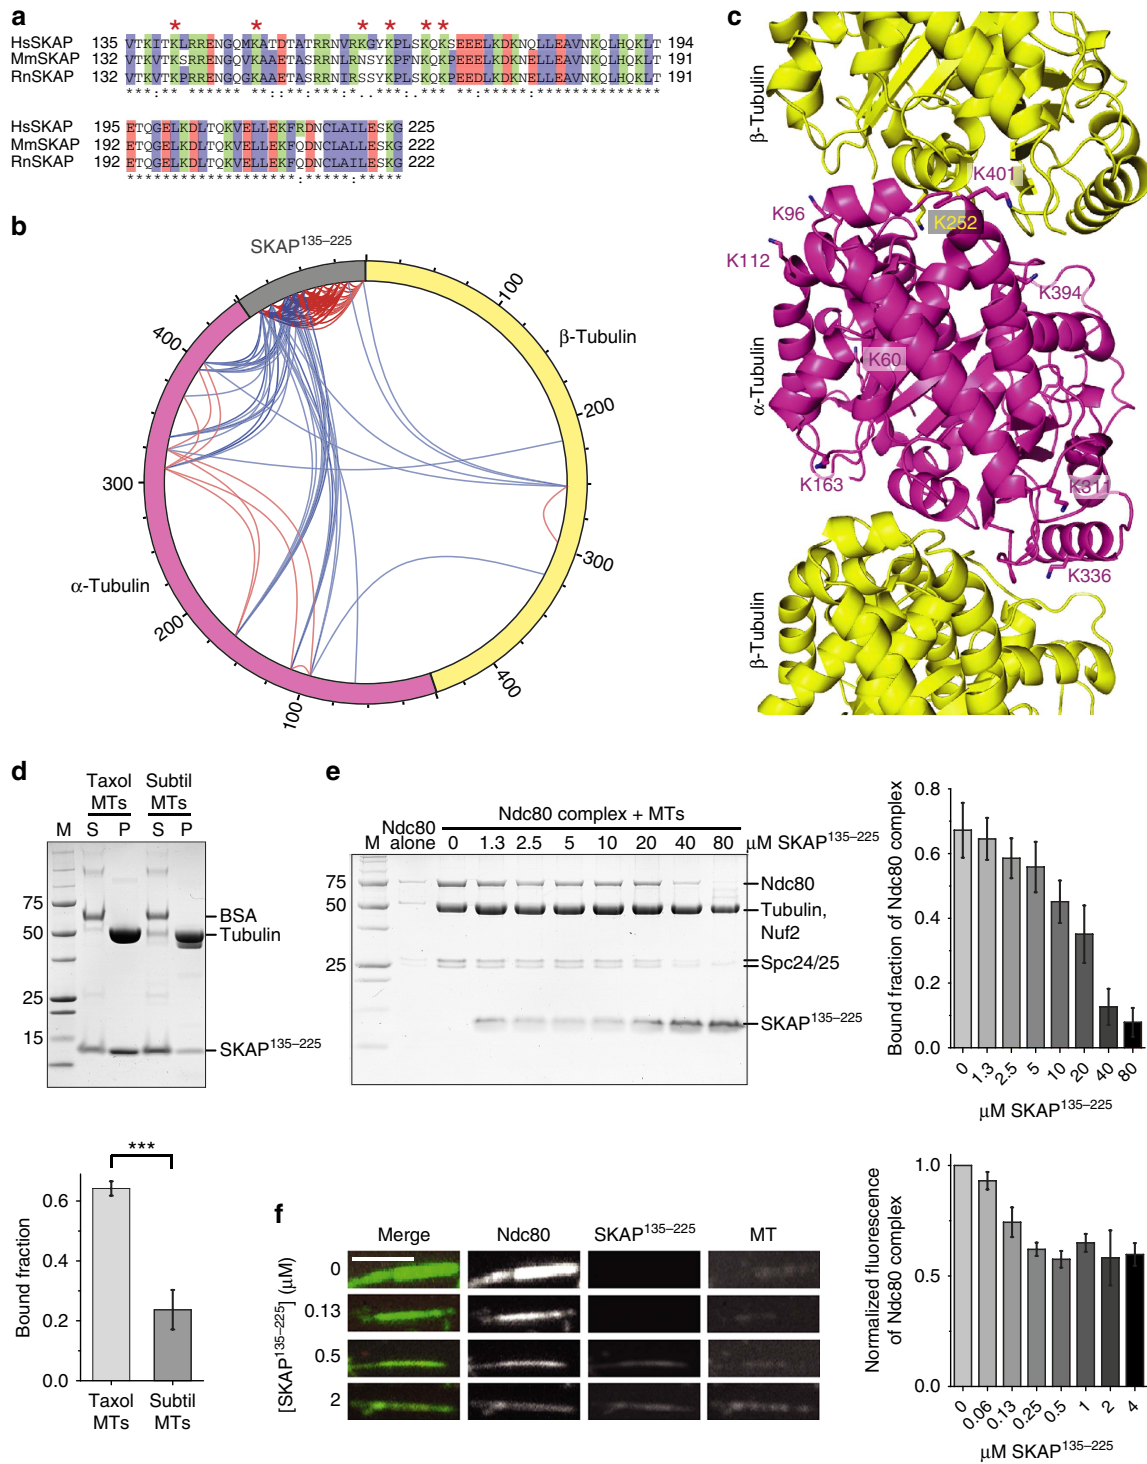 a
* * * * * *
HsSKAP 135 VTKITKLRRENGQMKATDTATRRNVRKGYKPLSKQKSEEELKDKNQLLEAVNKQLHQKLT 194
MmSKAP 132 VTKVTKSRRENGQVKAAETASRRNIRNSYKPFNKQKPEEELKDKNELLEAVNKQLHQKLT 191
RnSKAP 132 VTKVTKPRRENGQGKAAETASRRNLRSSYKPLSKQKPEEDLKDKNELLEAVNKQLHQKLT 191
HsSKAP 195 ETQGELKDLTQKVELLEKFRDNCLAILESKG 225
MmSKAP 192 ETQGELKDLTQKVELLEKFQDNCLAILESKG 222
RnSKAP 192 ETQGELKDLTQKVELLEKFQDNCLAILESKG 222
b
SKAP135–225
β-Tubulin
α-Tubulin
100
200
300
400
100
200
300
400
c
β-Tubulin
α-Tubulin
β-Tubulin
K401
K96
K252
K112
K394
K60
K163
K311
K336
d
Taxol MTs
Subtil MTs
M S P S P
75
50
25
15
BSA
Tubulin
SKAP135–225
***
Bound fraction
0.6
0.4
0.2
0.0
Taxol MTs
Subtil MTs
e
Ndc80 complex + MTs
M Ndc80 alone 0 1.3 2.5 5 10 20 40 80 μM SKAP135–225
75
50
25
Ndc80
Tubulin, Nuf2
Spc24/25
SKAP135–225
Bound fraction of Ndc80 complex
0.8
0.6
0.4
0.2
0.0
0 1.3 2.5 5 10 20 40 80
μM SKAP135–225
f
Merge Ndc80 SKAP135–225 MT
[SKAP135–225] (μM)
0
0.13
0.5
2
Normalized fluorescence of Ndc80 complex
1.0
0.5
0.0
0 0.06 0.13 0.25 0.5 1 2 4
μM SKAP135–225